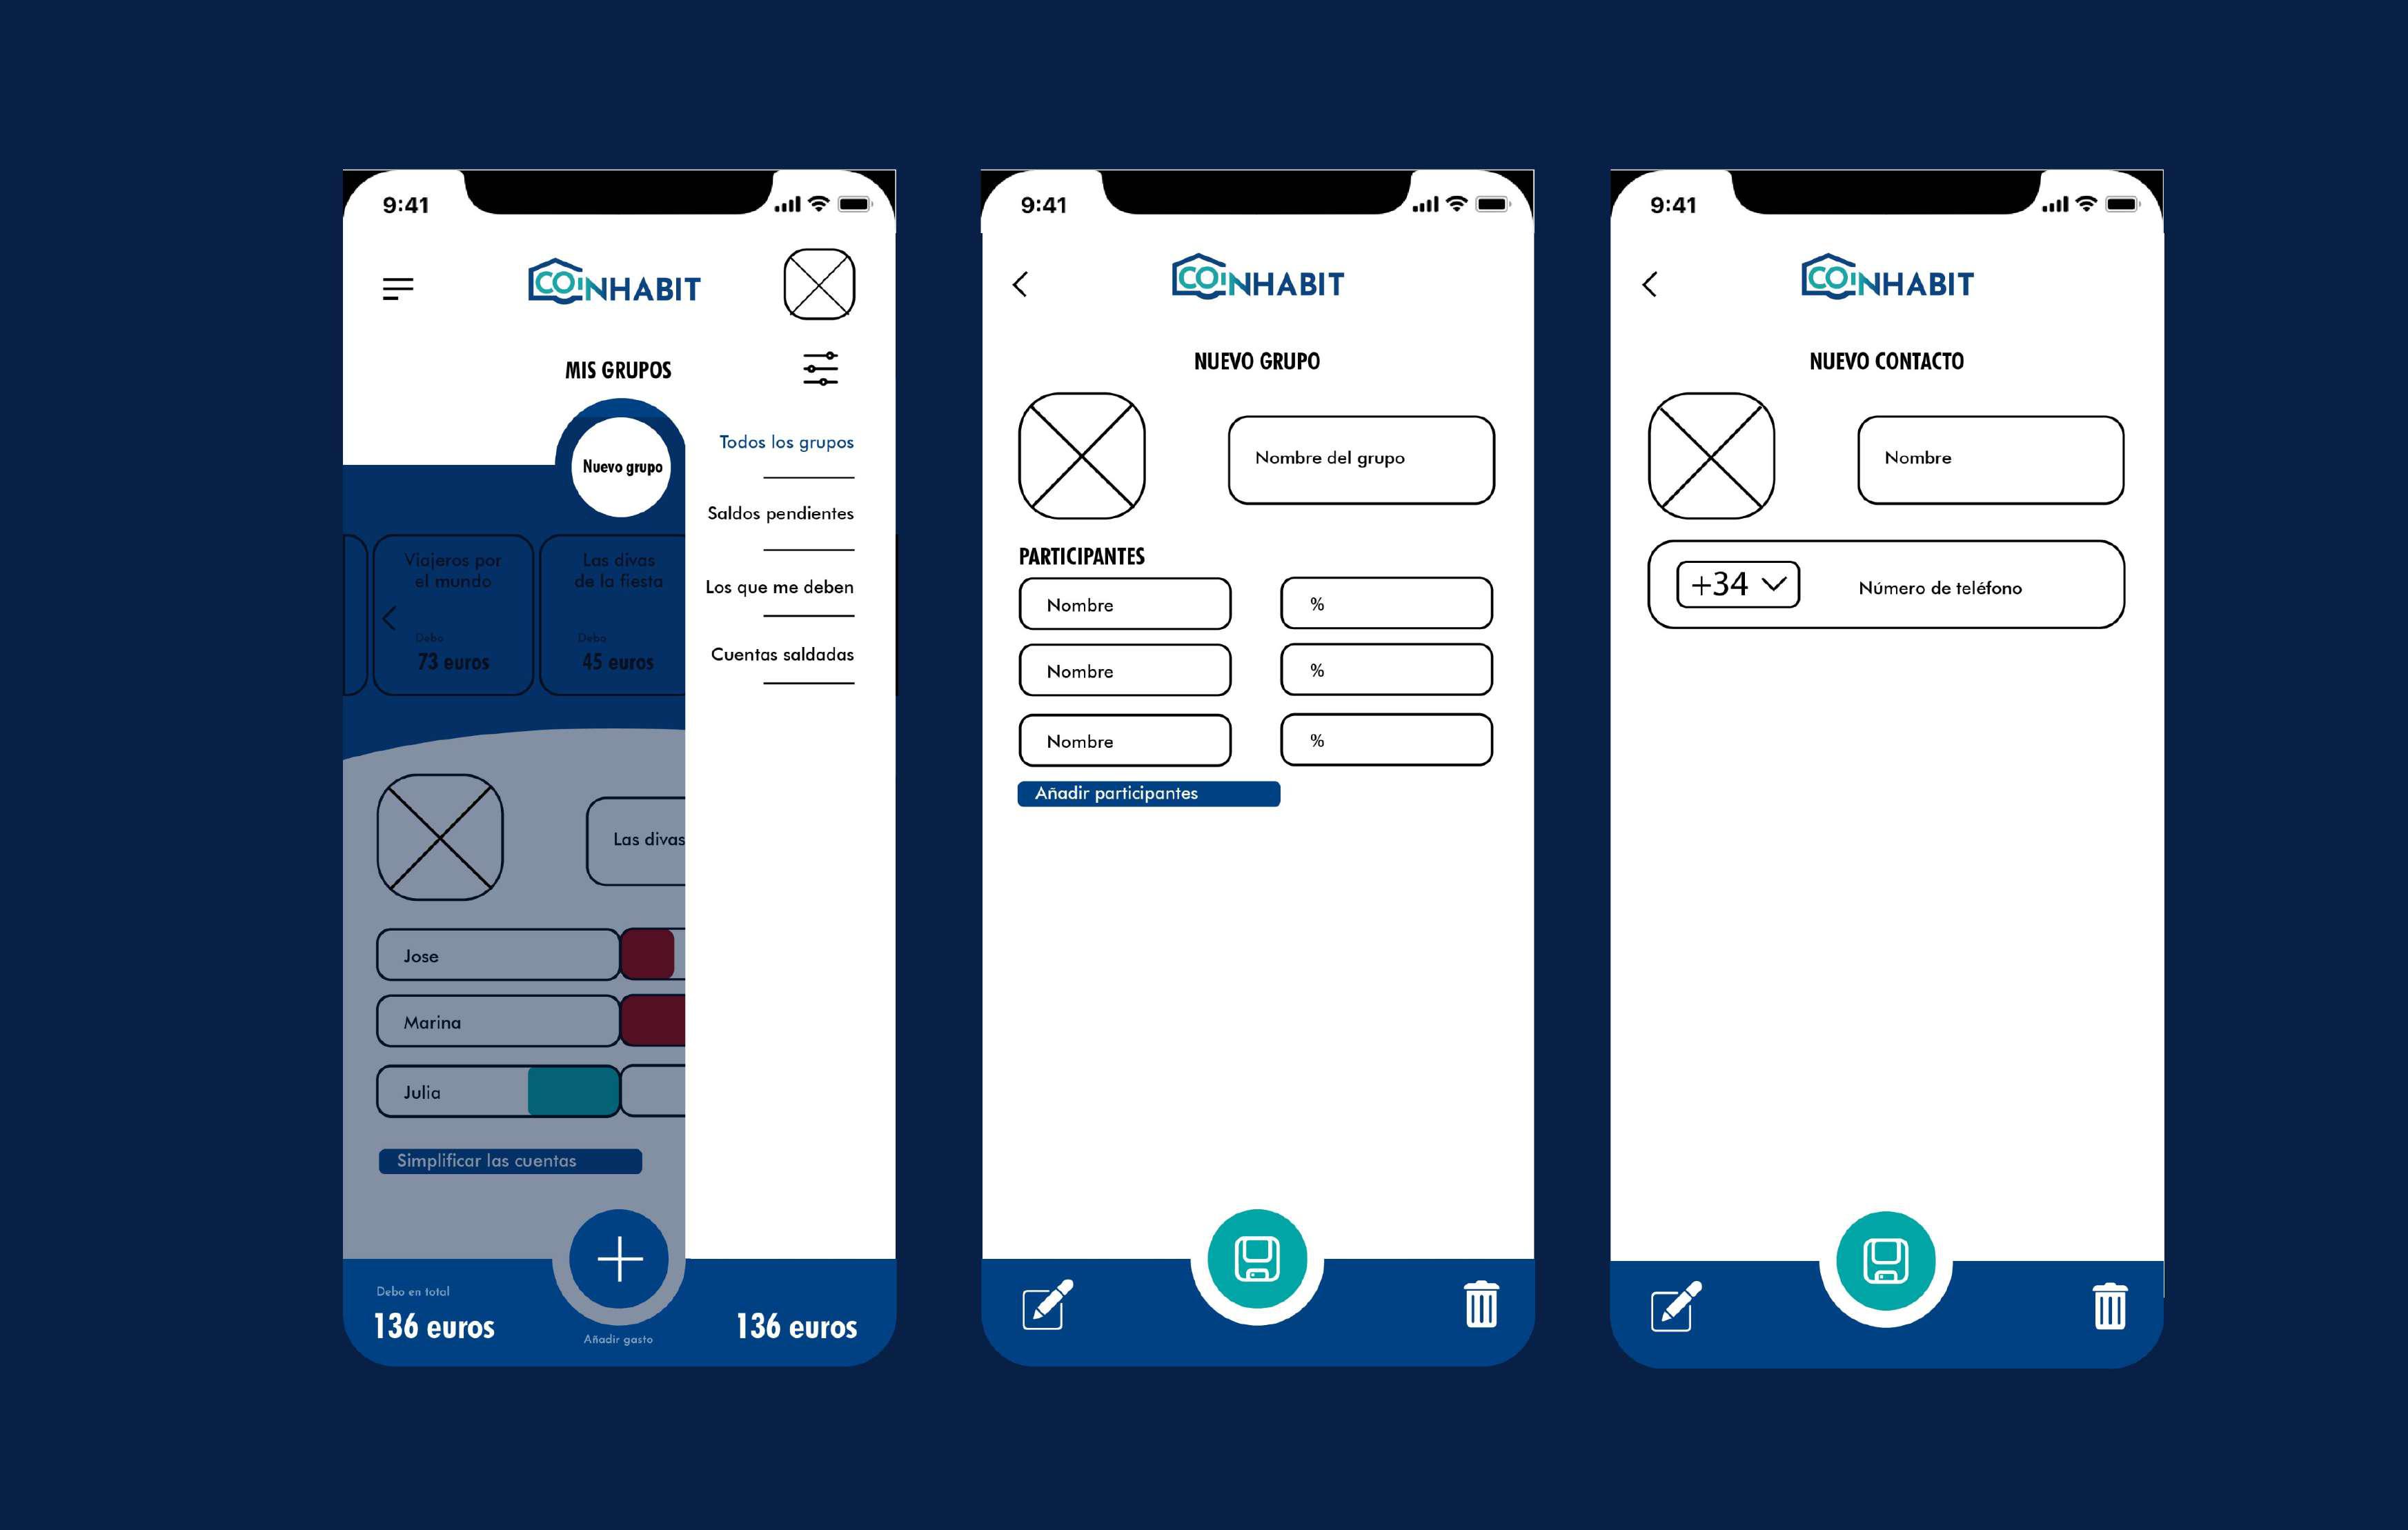 9:41
COINHABIT
MIS GRUPOS
Nuevo grupo
Todos los grupos
Saldos pendientes
Los que me deben
Cuentas saldadas
Viajeros por
el mundo
Debo
73 euros
Las divas
de la fiesta
Debo
45 euros
Las divas
Jose
Marina
Julia
Simplificar las cuentas
Debo en total
136 euros
Añadir gasto
136 euros
9:41
COINHABIT
NUEVO GRUPO
Nombre del grupo
PARTICIPANTES
Nombre
%
Nombre
%
Nombre
%
Añadir participantes
9:41
COINHABIT
NUEVO CONTACTO
Nombre
+34
Número de teléfono